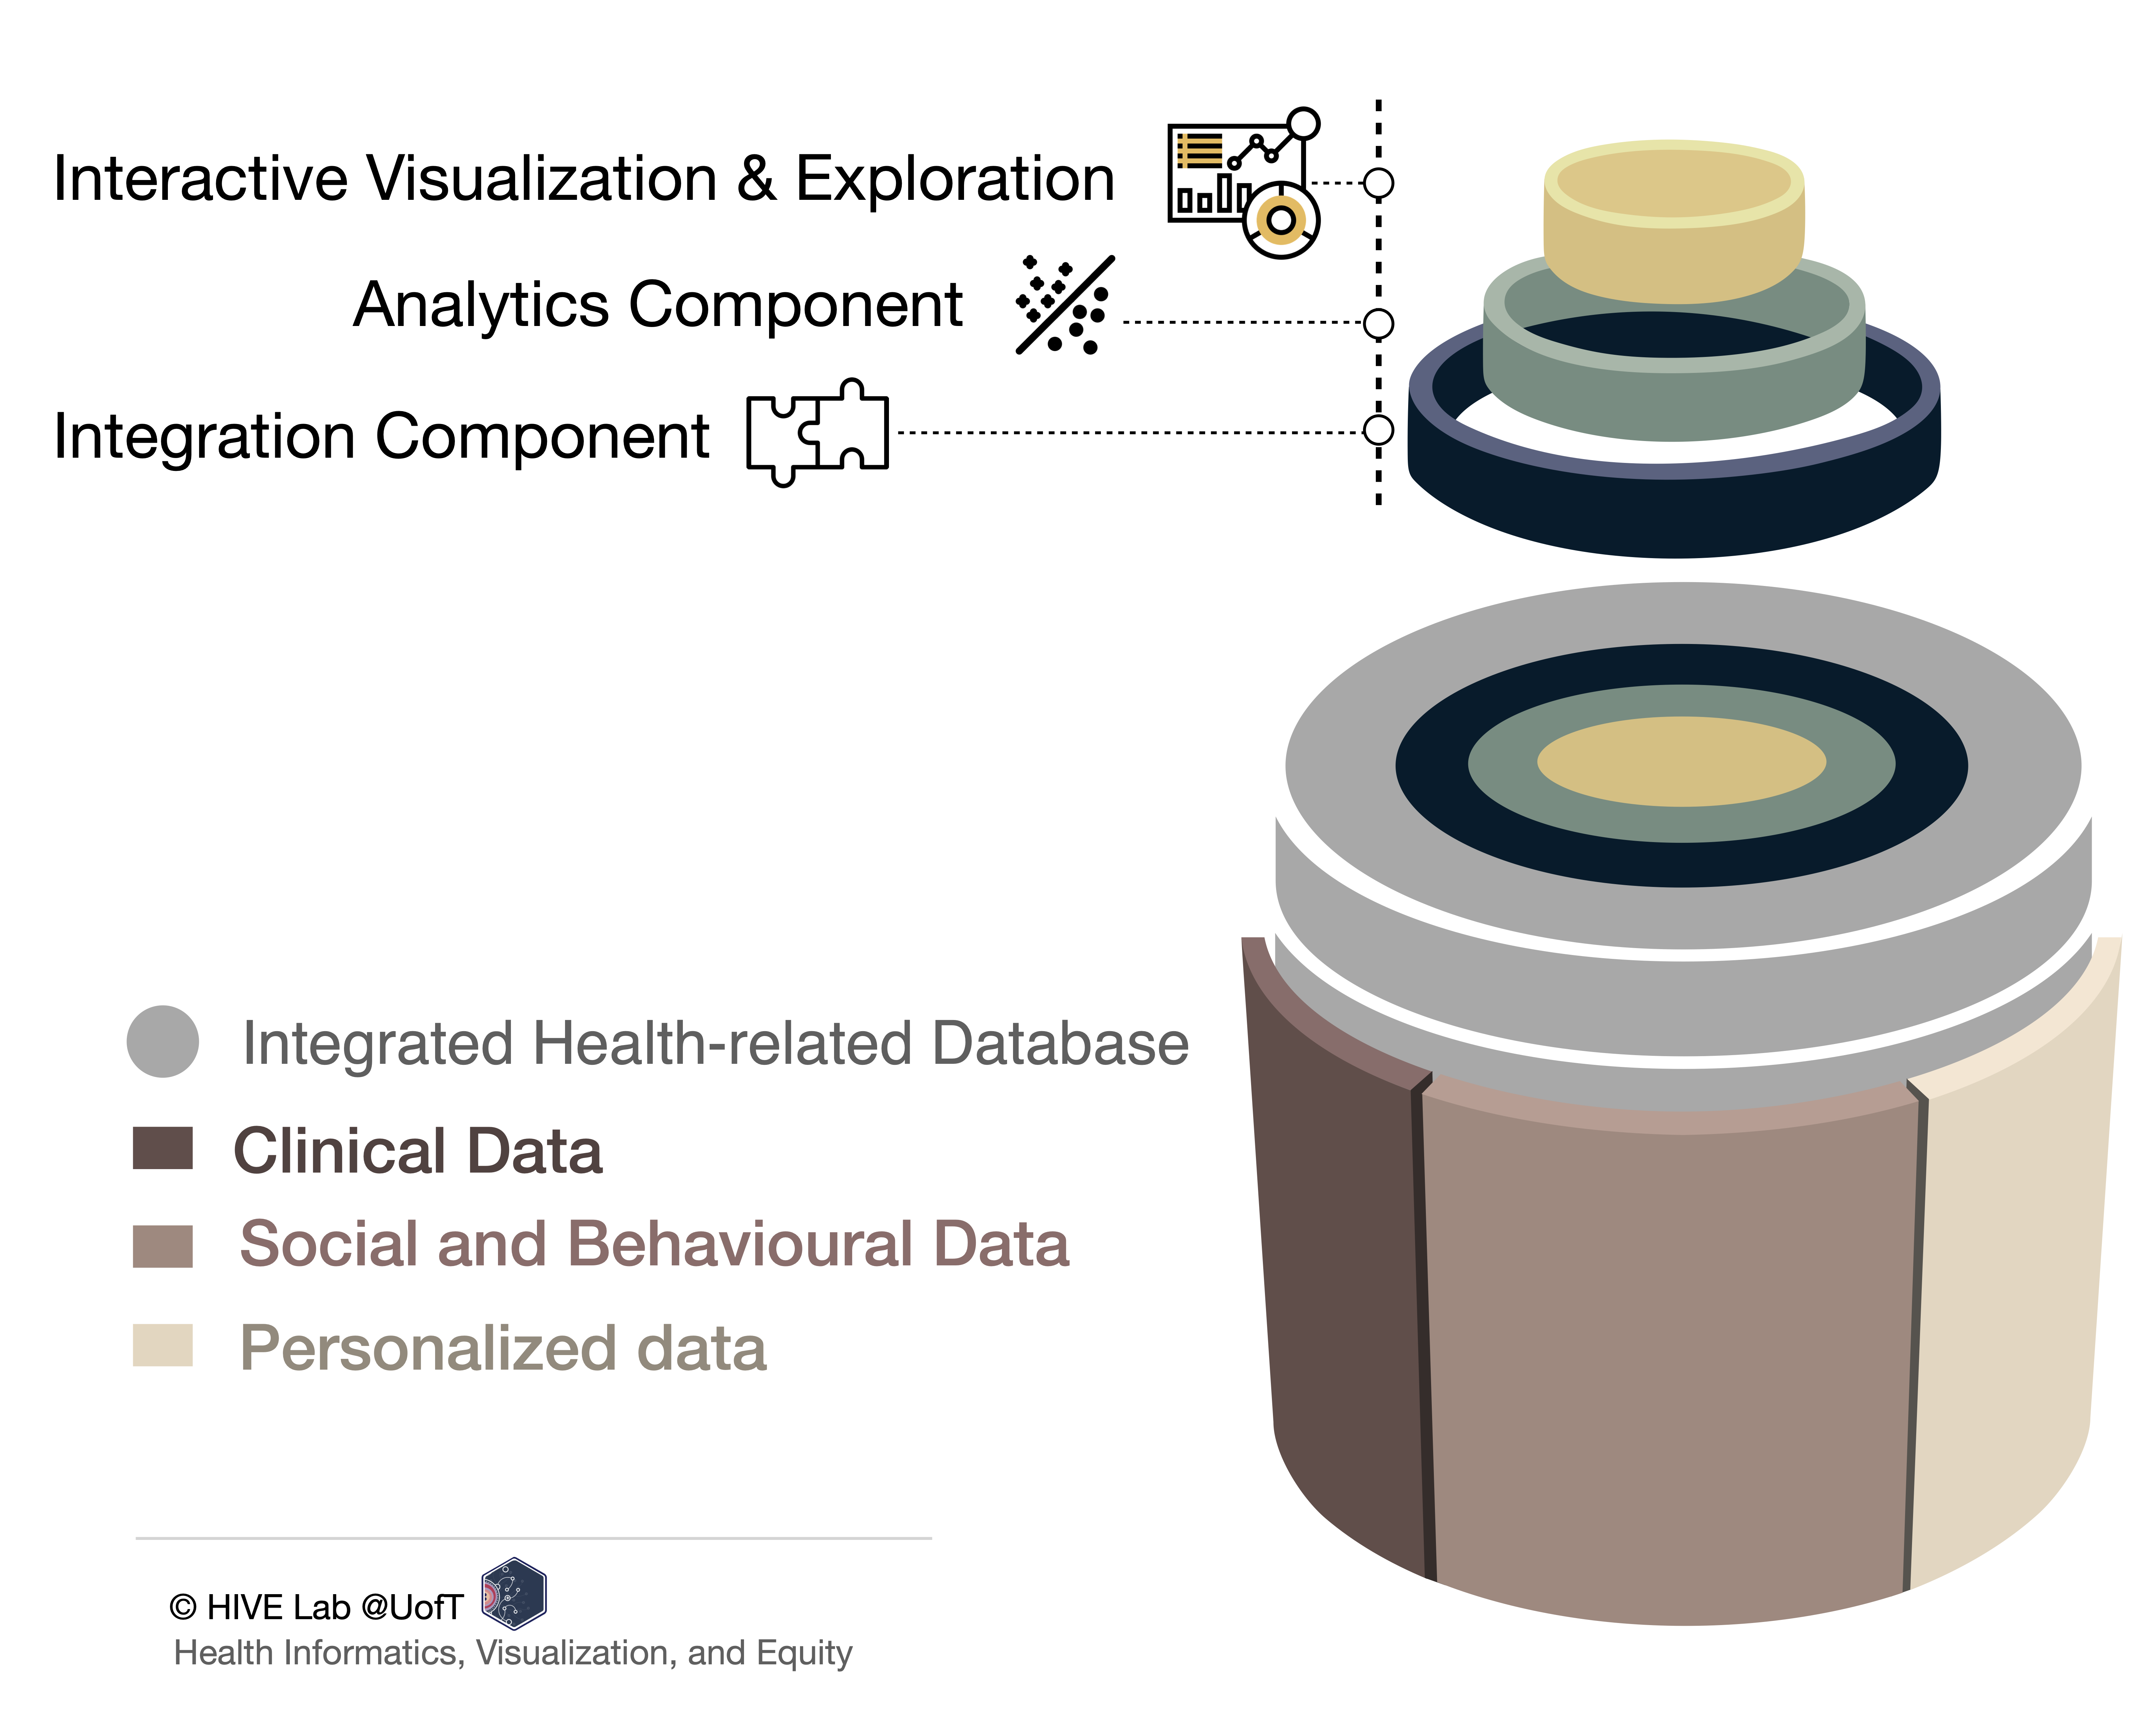 Interactive Visualization & Exploration
Analytics Component
Integration Component
Integrated Health-related Database
Clinical Data
Social and Behavioural Data
Personalized data
© HIVE Lab @UofT
Health Informatics, Visualization, and Equity